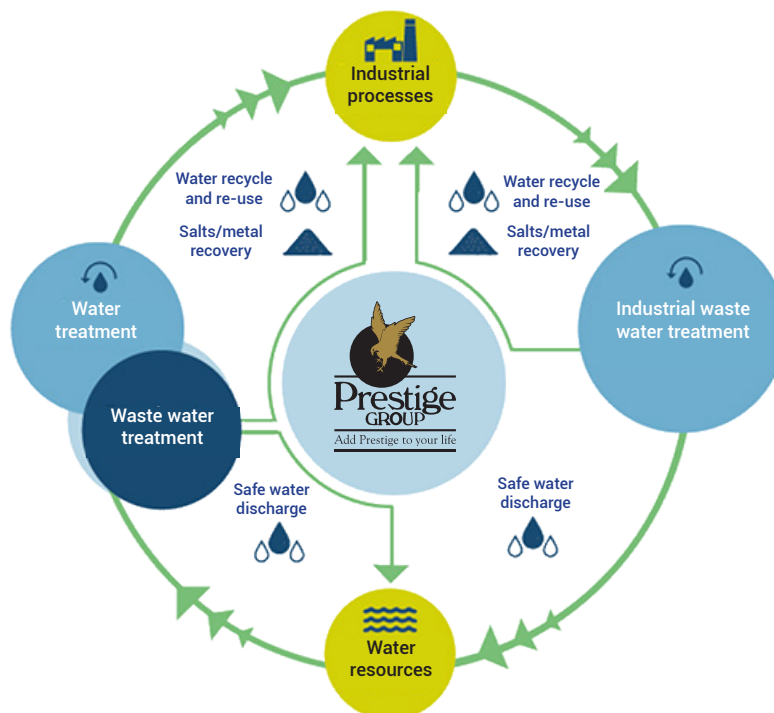 Industrial
processes
Water recycle
and re-use
Salts/metal
recovery
Water recycle
and re-use
Salts/metal
recovery
Water
treatment
Industrial waste
water treatment
Prestige
GROUP
Add Prestige to your life
Waste water
treatment
Safe water
discharge
Safe water
discharge
Water
resources